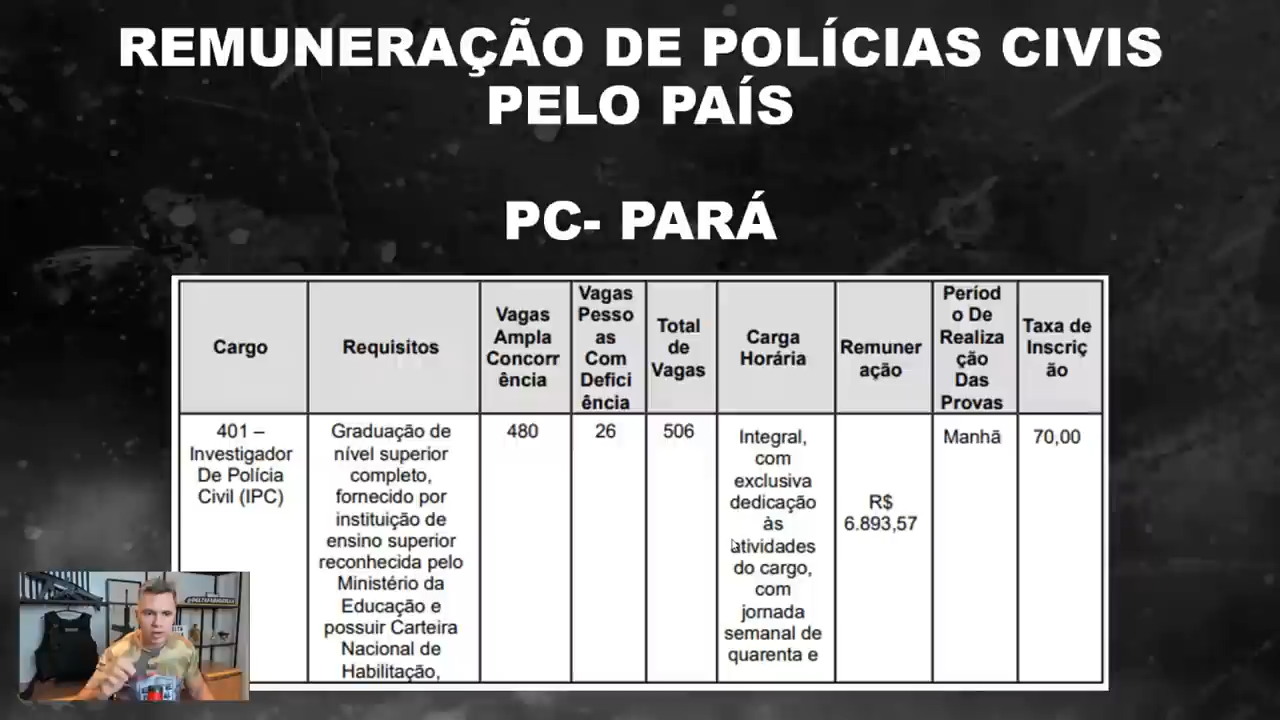 REMUNERAÇÃO DE POLÍCIAS CIVIS
PELO PAÍS
PC- PARÁ
Cargo
Requisitos
Vagas
Ampla
Concorr
ência
Vagas
Pesso
as
Com
Defici
ência
Total
de
Vagas
Carga
Horária
Remuner
ação
Períod
o De
Realiza
ção
Das
Provas
Taxa de
Inscriç
ão
401 –
Investigador
De Polícia
Civil (IPC)
Graduação de
nível superior
completo,
fornecido por
instituição de
ensino superior
reconhecida pelo
Ministério da
Educação e
possuir Carteira
Nacional de
Habilitação,
480
26
506
Integral,
com
exclusiva
dedicação
às
atividades
do cargo,
com
jornada
semanal de
quarenta e
R$
6.893,57
Manhã
70,00